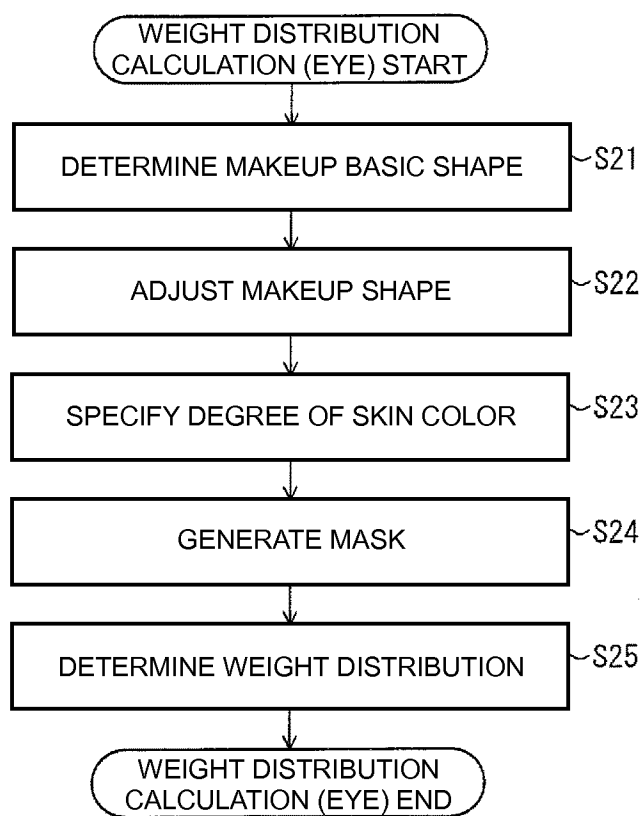 WEIGHT DISTRIBUTION
CALCULATION (EYE) START
DETERMINE MAKEUP BASIC SHAPE
S21
ADJUST MAKEUP SHAPE
S22
SPECIFY DEGREE OF SKIN COLOR
S23
GENERATE MASK
S24
DETERMINE WEIGHT DISTRIBUTION
S25
WEIGHT DISTRIBUTION
CALCULATION (EYE) END